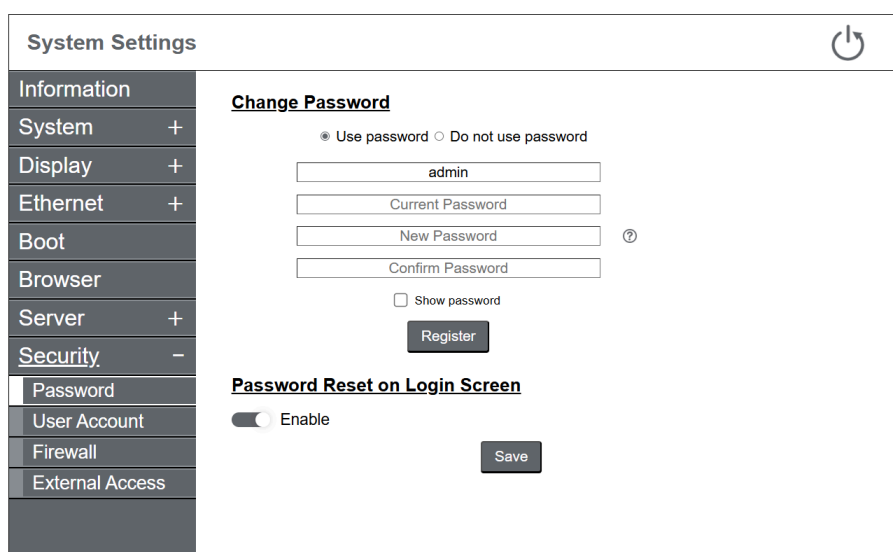 System Settings
Information
System +
Display +
Ethernet +
Boot
Browser
Server +
Security -
Password
User Account
Firewall
External Access
Change Password
Use password Do not use password
admin
Current Password
New Password ?
Confirm Password
Show password
Register
Password Reset on Login Screen
Enable
Save